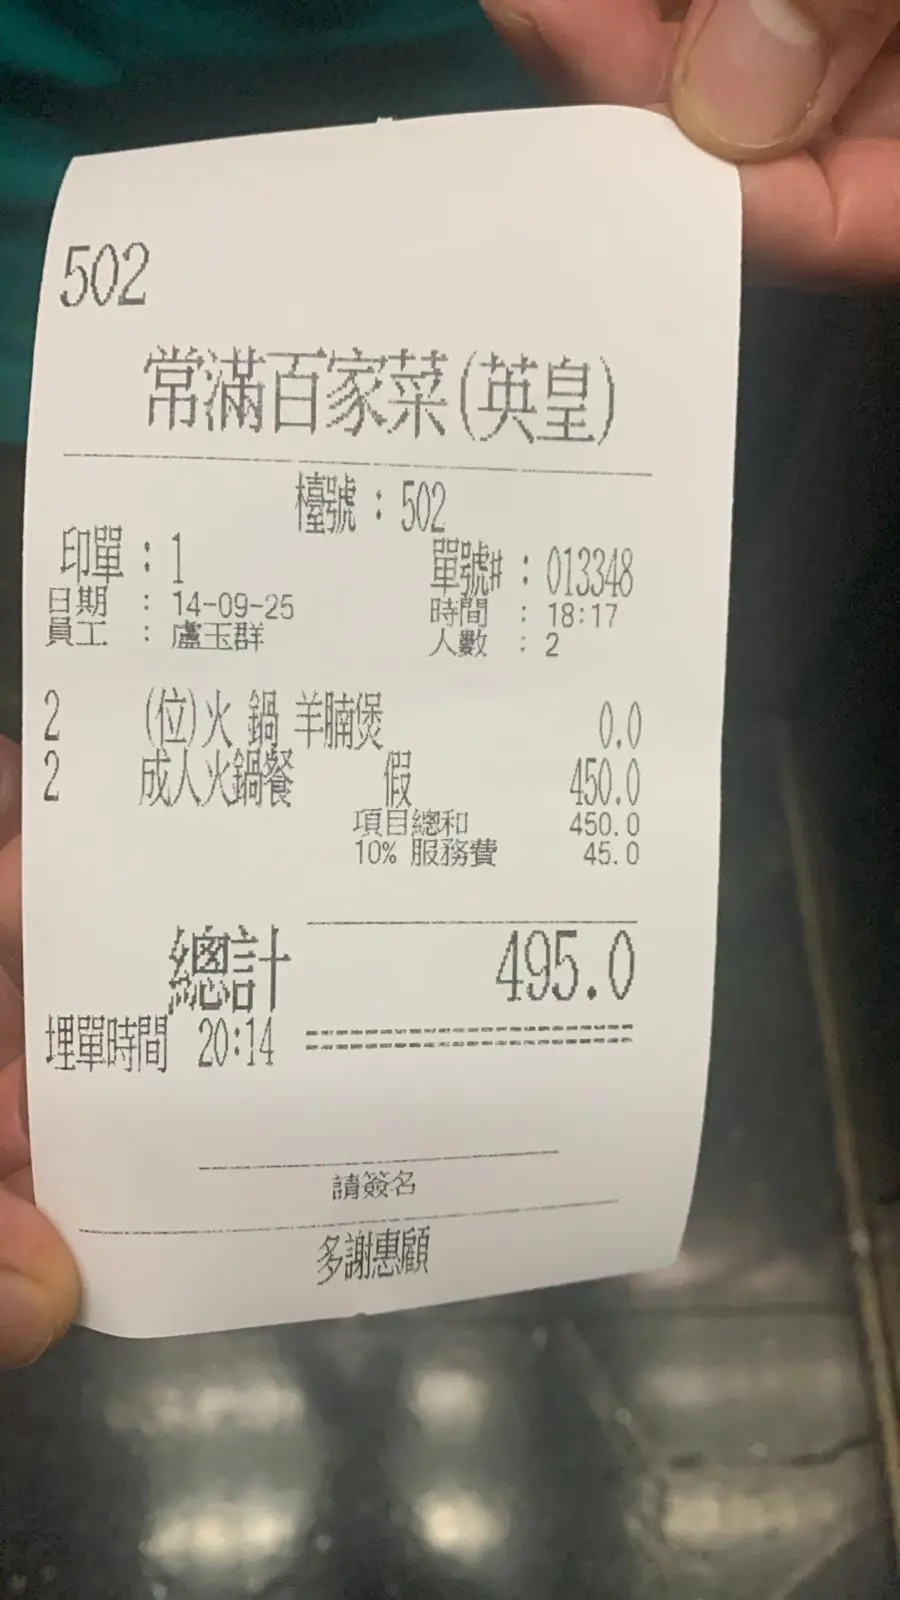 502
常滿百家菜(英皇)
檯號 : 502
印單 : 1 單號# : 013348
日期 : 14-09-25 時間 : 18:17
員工 : 盧玉群 人數 : 2
2 (位)火 鍋 羊腩煲 0.0
2 成人火鍋餐 假 450.0
項目總和 450.0
10% 服務費 45.0
總計 495.0
埋單時間 20:14
請簽名
多謝惠顧